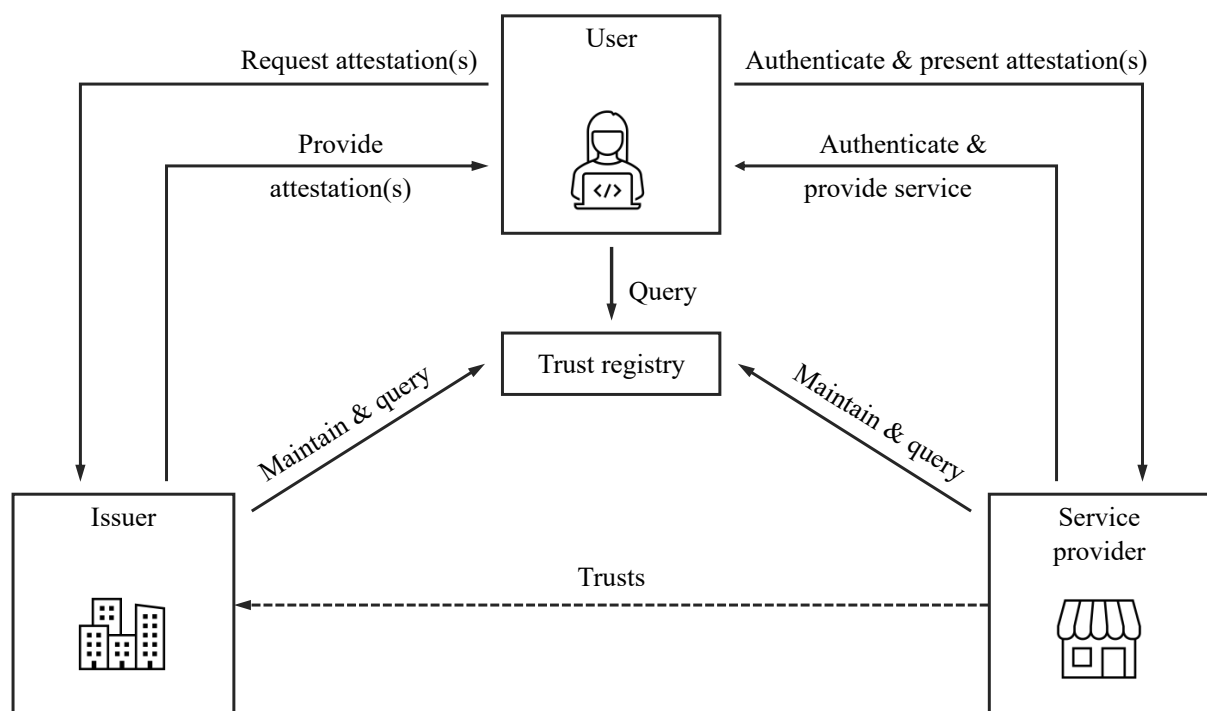 User
Request attestation(s)
Authenticate & present attestation(s)
Provide
attestation(s)
Authenticate &
provide service
</>
Query
Trust registry
Maintain & query
Maintain & query
Issuer
Service
provider
Trusts